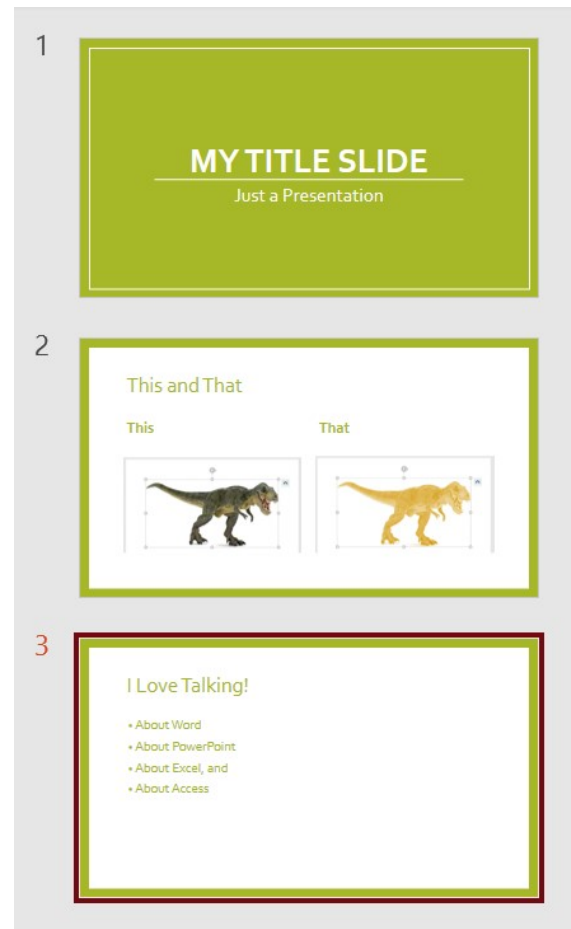 1
MY TITLE SLIDE
Just a Presentation
2
This and That
This That
3
I Love Talking!
• About Word
• About PowerPoint
• About Excel, and
• About Access